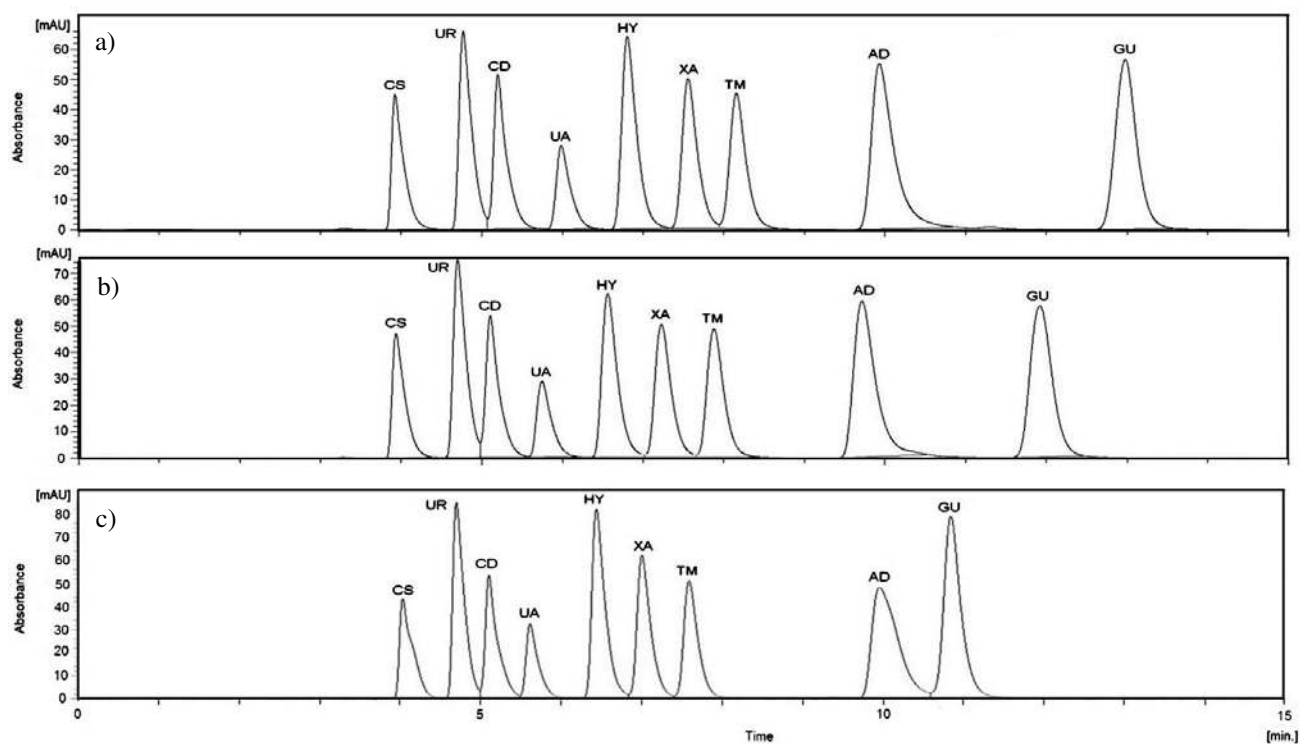 [mAU]
a)
Absorbance
60
50
40
30
20
10
0
CS
UR
CD
UA
HY
XA
TM
AD
GU
[mAU]
b)
Absorbance
70
60
50
40
30
20
10
0
CS
UR
CD
UA
HY
XA
TM
AD
GU
[mAU]
c)
Absorbance
80
70
60
50
40
30
20
10
0
CS
UR
CD
UA
HY
XA
TM
AD
GU
0 5 10 15
Time [min.]